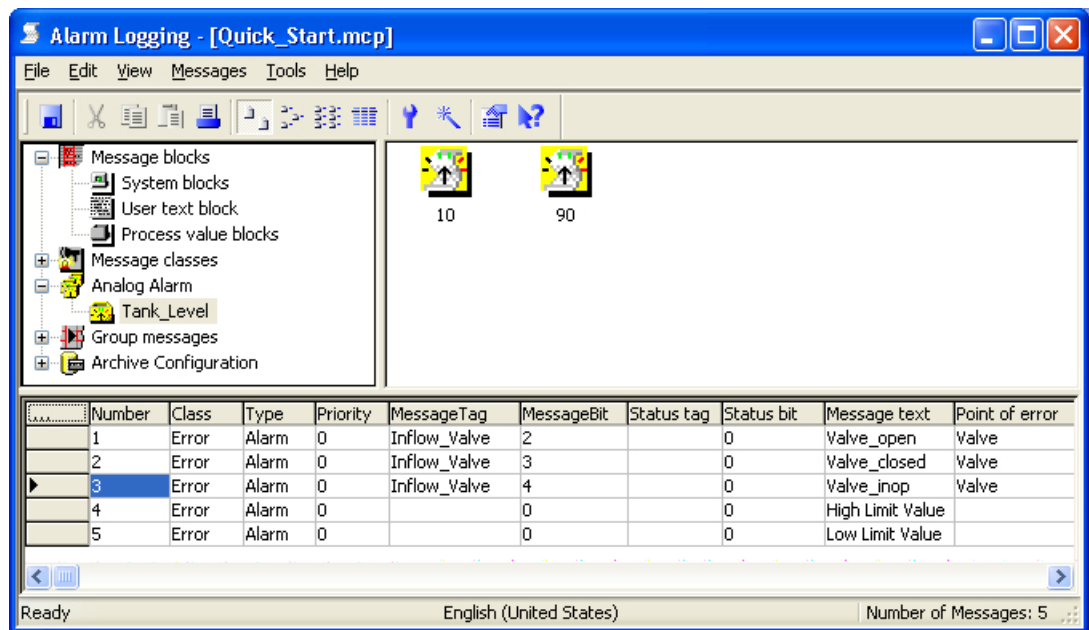 Alarm Logging - [Quick_Start.mcp]
File Edit View Messages Tools Help
Message blocks
System blocks
User text block
Process value blocks
Message classes
Analog Alarm
Tank_Level
Group messages
Archive Configuration
10 90
... Number Class Type Priority MessageTag MessageBit Status tag Status bit Message text Point of error
1 Error Alarm 0 Inflow_Valve 2 0 Valve_open Valve
2 Error Alarm 0 Inflow_Valve 3 0 Valve_closed Valve
3 Error Alarm 0 Inflow_Valve 4 0 Valve_inop Valve
4 Error Alarm 0 0 0 High Limit Value
5 Error Alarm 0 0 0 Low Limit Value
Ready English (United States) Number of Messages: 5